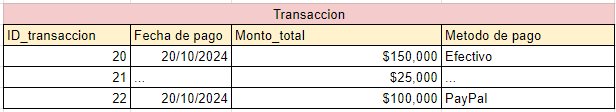 Transaccion
ID_transaccion Fecha de pago Monto_total Metodo de pago
20 20/10/2024 $150,000 Efectivo
21 ... $25,000 ...
22 20/10/2024 $100,000 PayPal